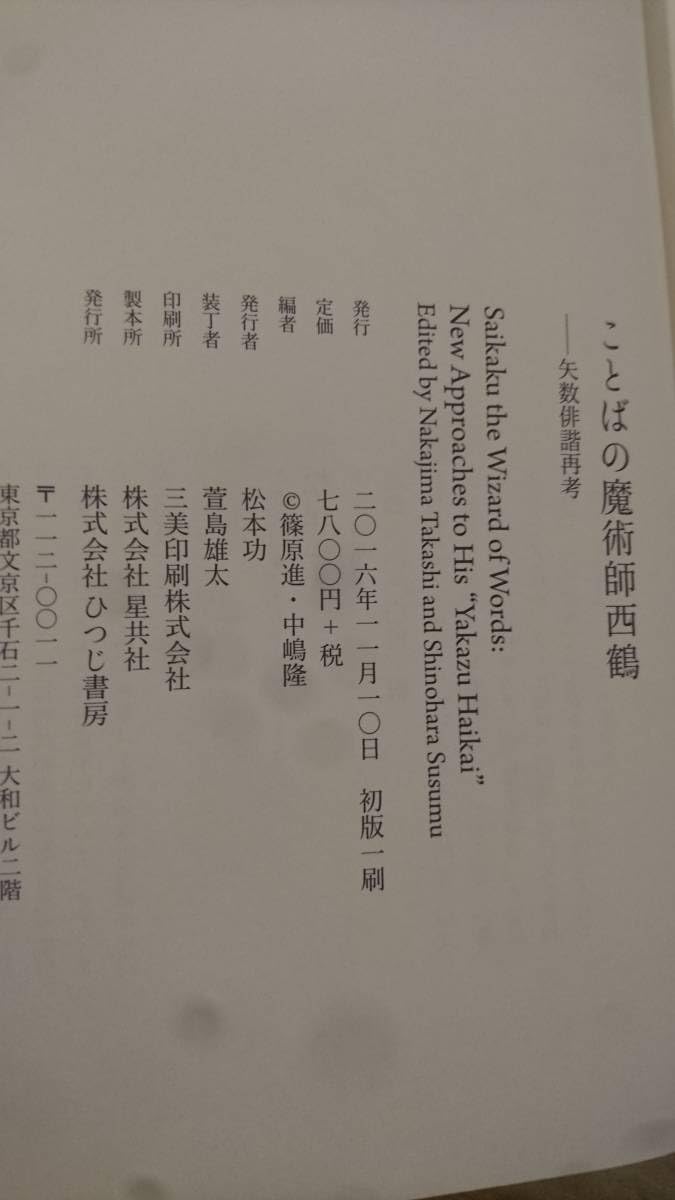 ことばの魔術師西鶴
――矢数俳諧再考
Saikaku the Wizard of Words:
New Approaches to His “Yakazu Haikai”
Edited by Nakajima Takashi and Shinohara Susumu
発行 二〇一六年一一月一〇日 初版一刷
定価 七八〇〇円+税
編者 ©篠原進・中嶋隆
発行者 松本功
装丁者 萱島雄太
印刷所 三美印刷株式会社
製本所 株式会社 星共社
発行所 株式会社 ひつじ書房
〒一一二-〇〇一一
東京都文京区千石二-一-二 大和ビル二階